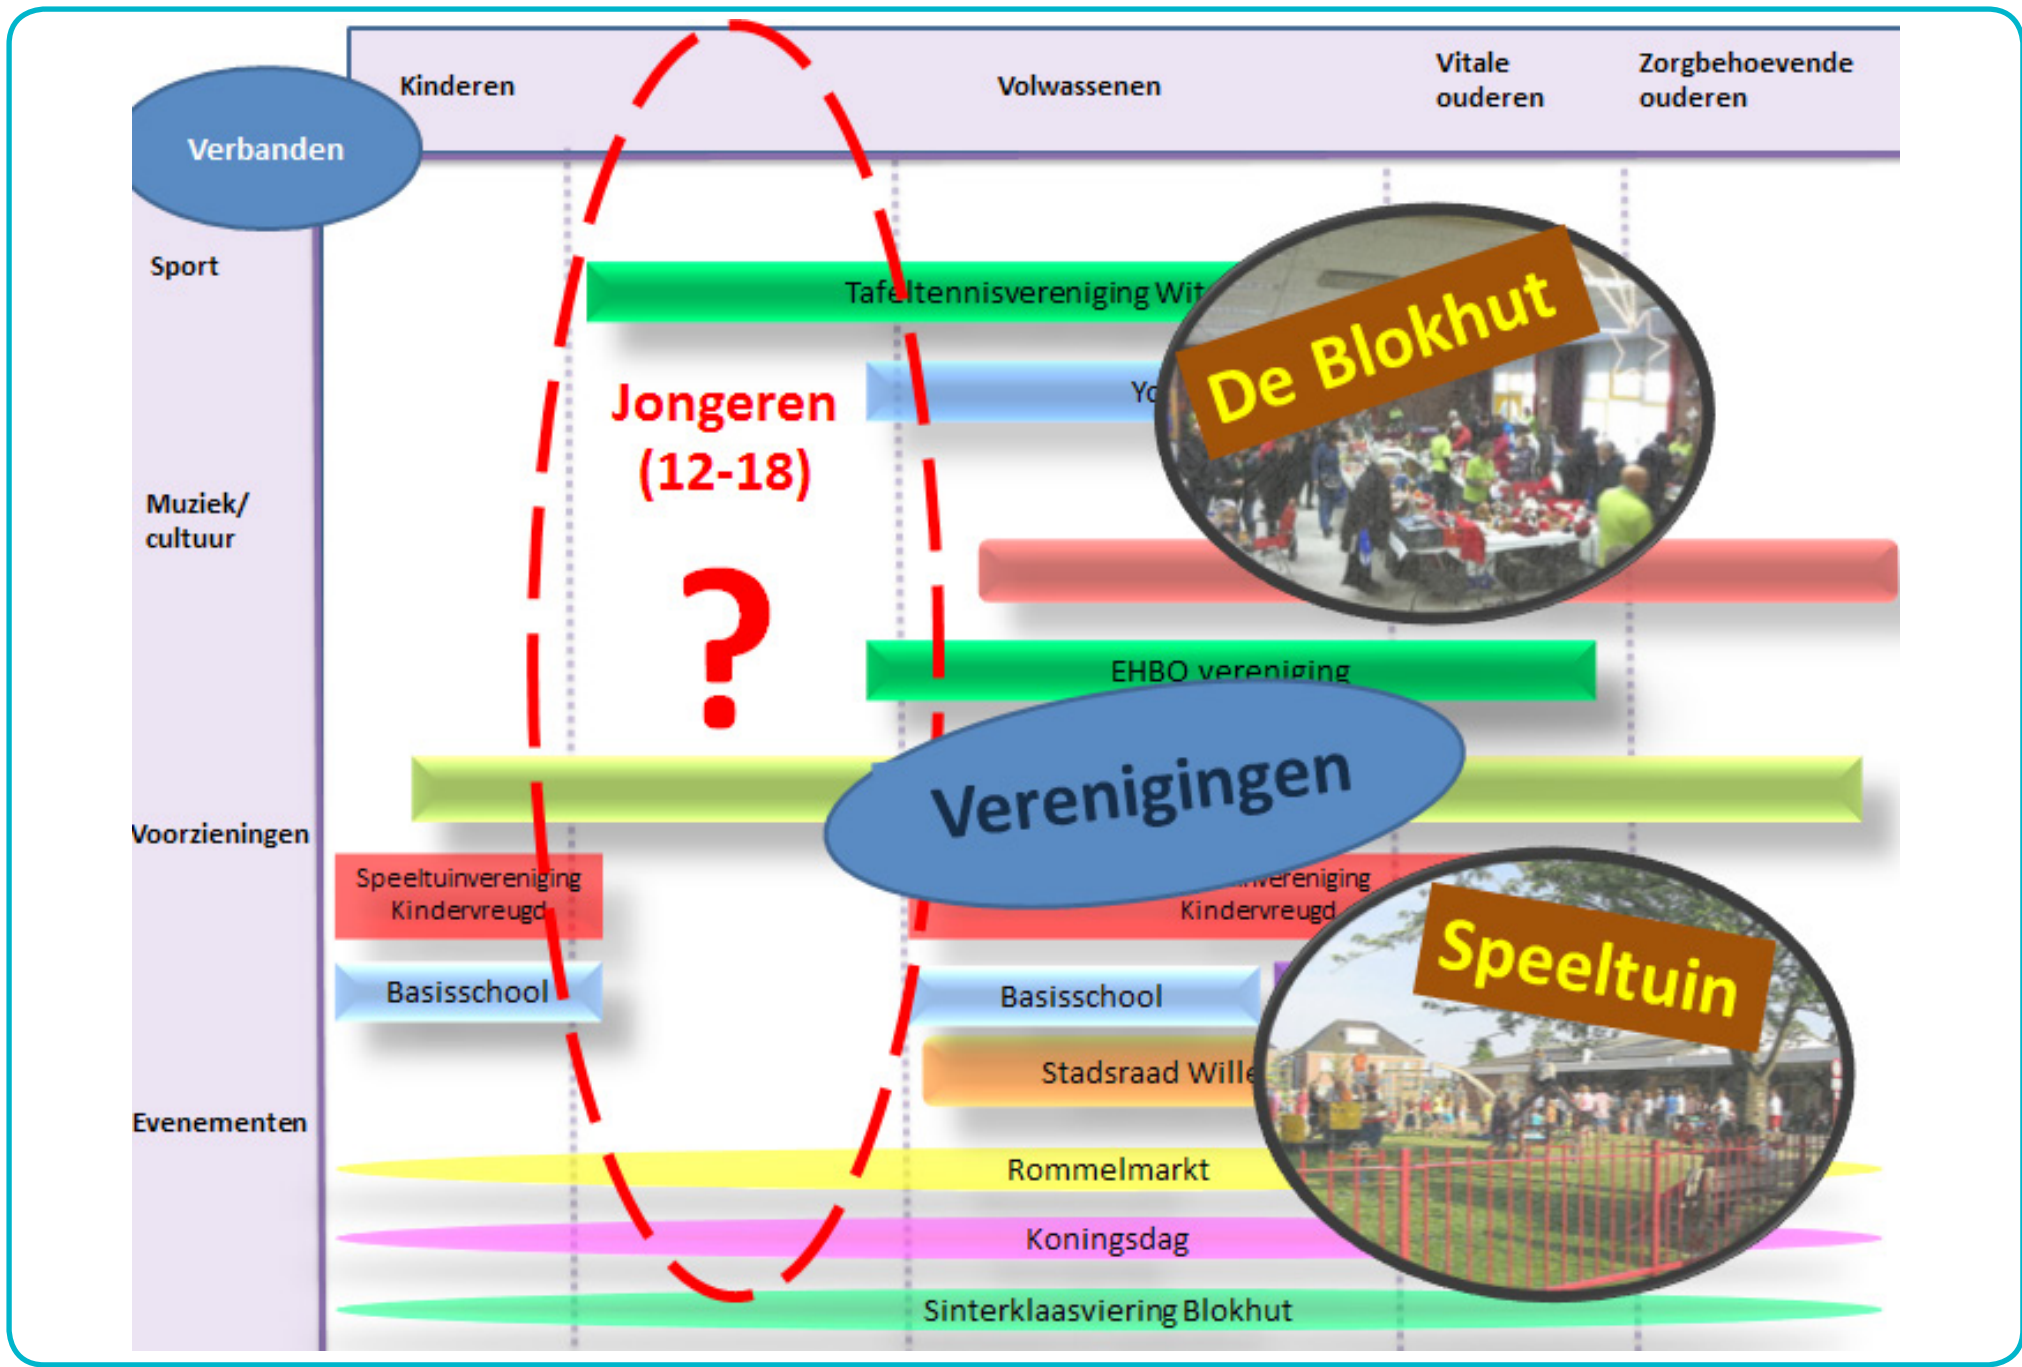 Kinderen
Volwassenen
Vitale
ouderen
Zorgbehoevende
ouderen
Verbanden
Sport
Tafeltennisvereniging Wit
De Blokhut
Jongeren
(12-18)
?
Muziek/
cultuur
EHBO vereniging
Verenigingen
Voorzieningen
Speeltuinvereniging
Kindervreugd
Kindervreugd
Speeltuin
Basisschool
Basisschool
Stadsraad Wille
Evenementen
Rommelmarkt
Koningsdag
Sinterklaasviering Blokhut